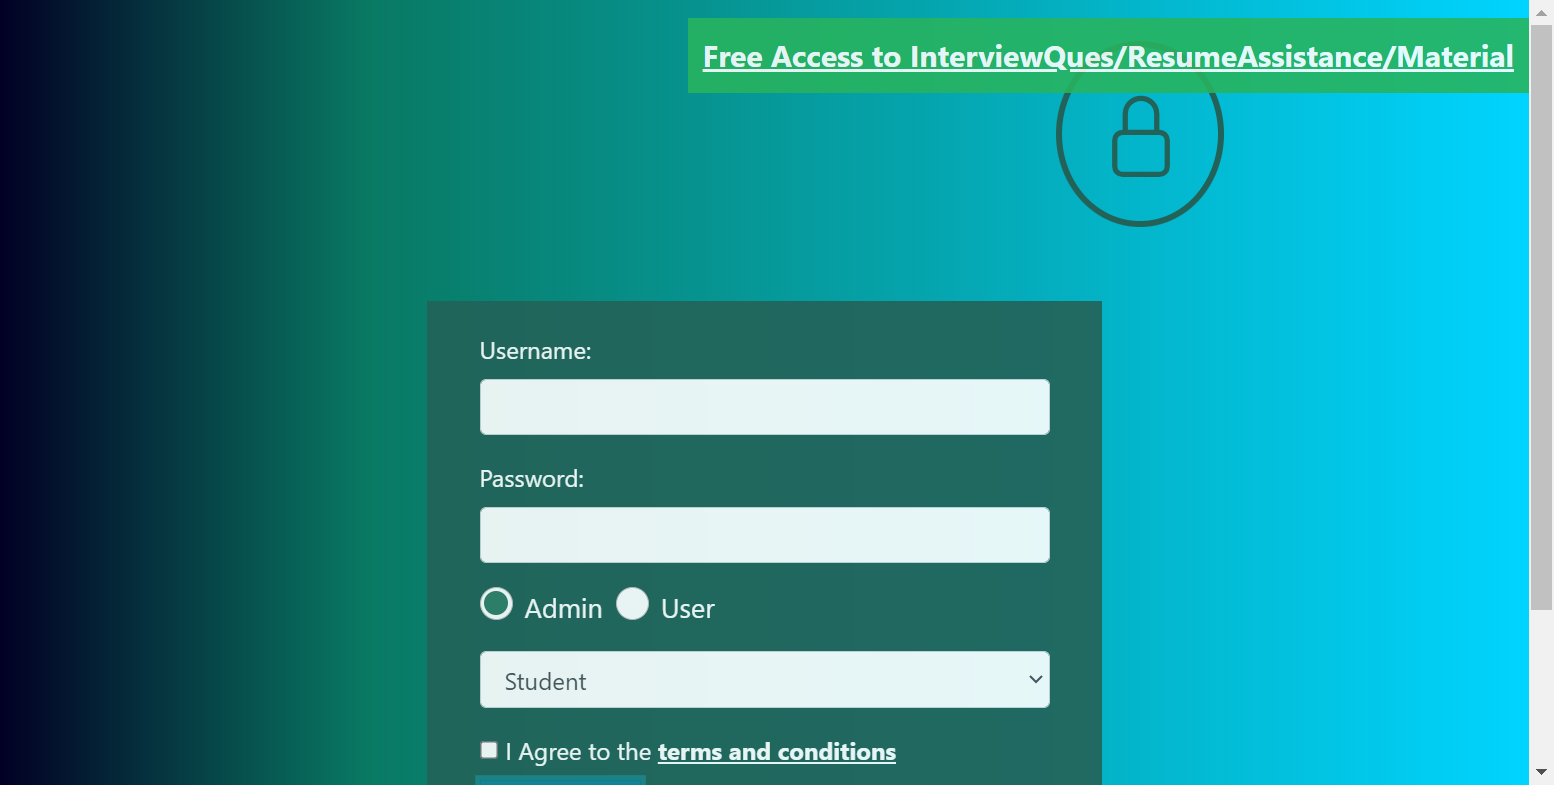 Free Access to InterviewQues/ResumeAssistance/Material
Username:
Password:
Admin User
Student
I Agree to the terms and conditions